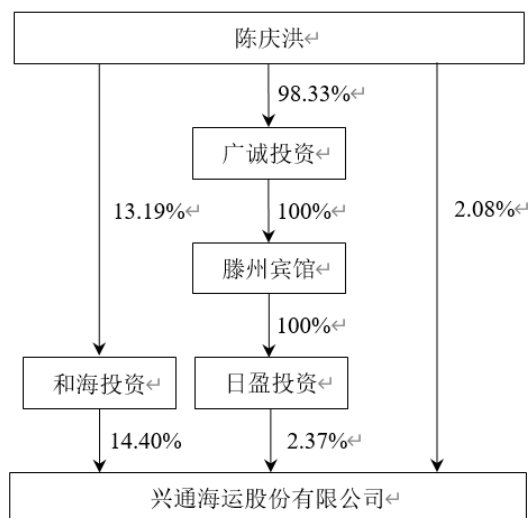 陈庆洪↵
98.33%↵
广诚投资↵
13.19%↵
100%↵
2.08%↵
滕州宾馆↵
100%↵
和海投资↵
日盈投资↵
14.40%
2.37%↵
兴通海运股份有限公司↵